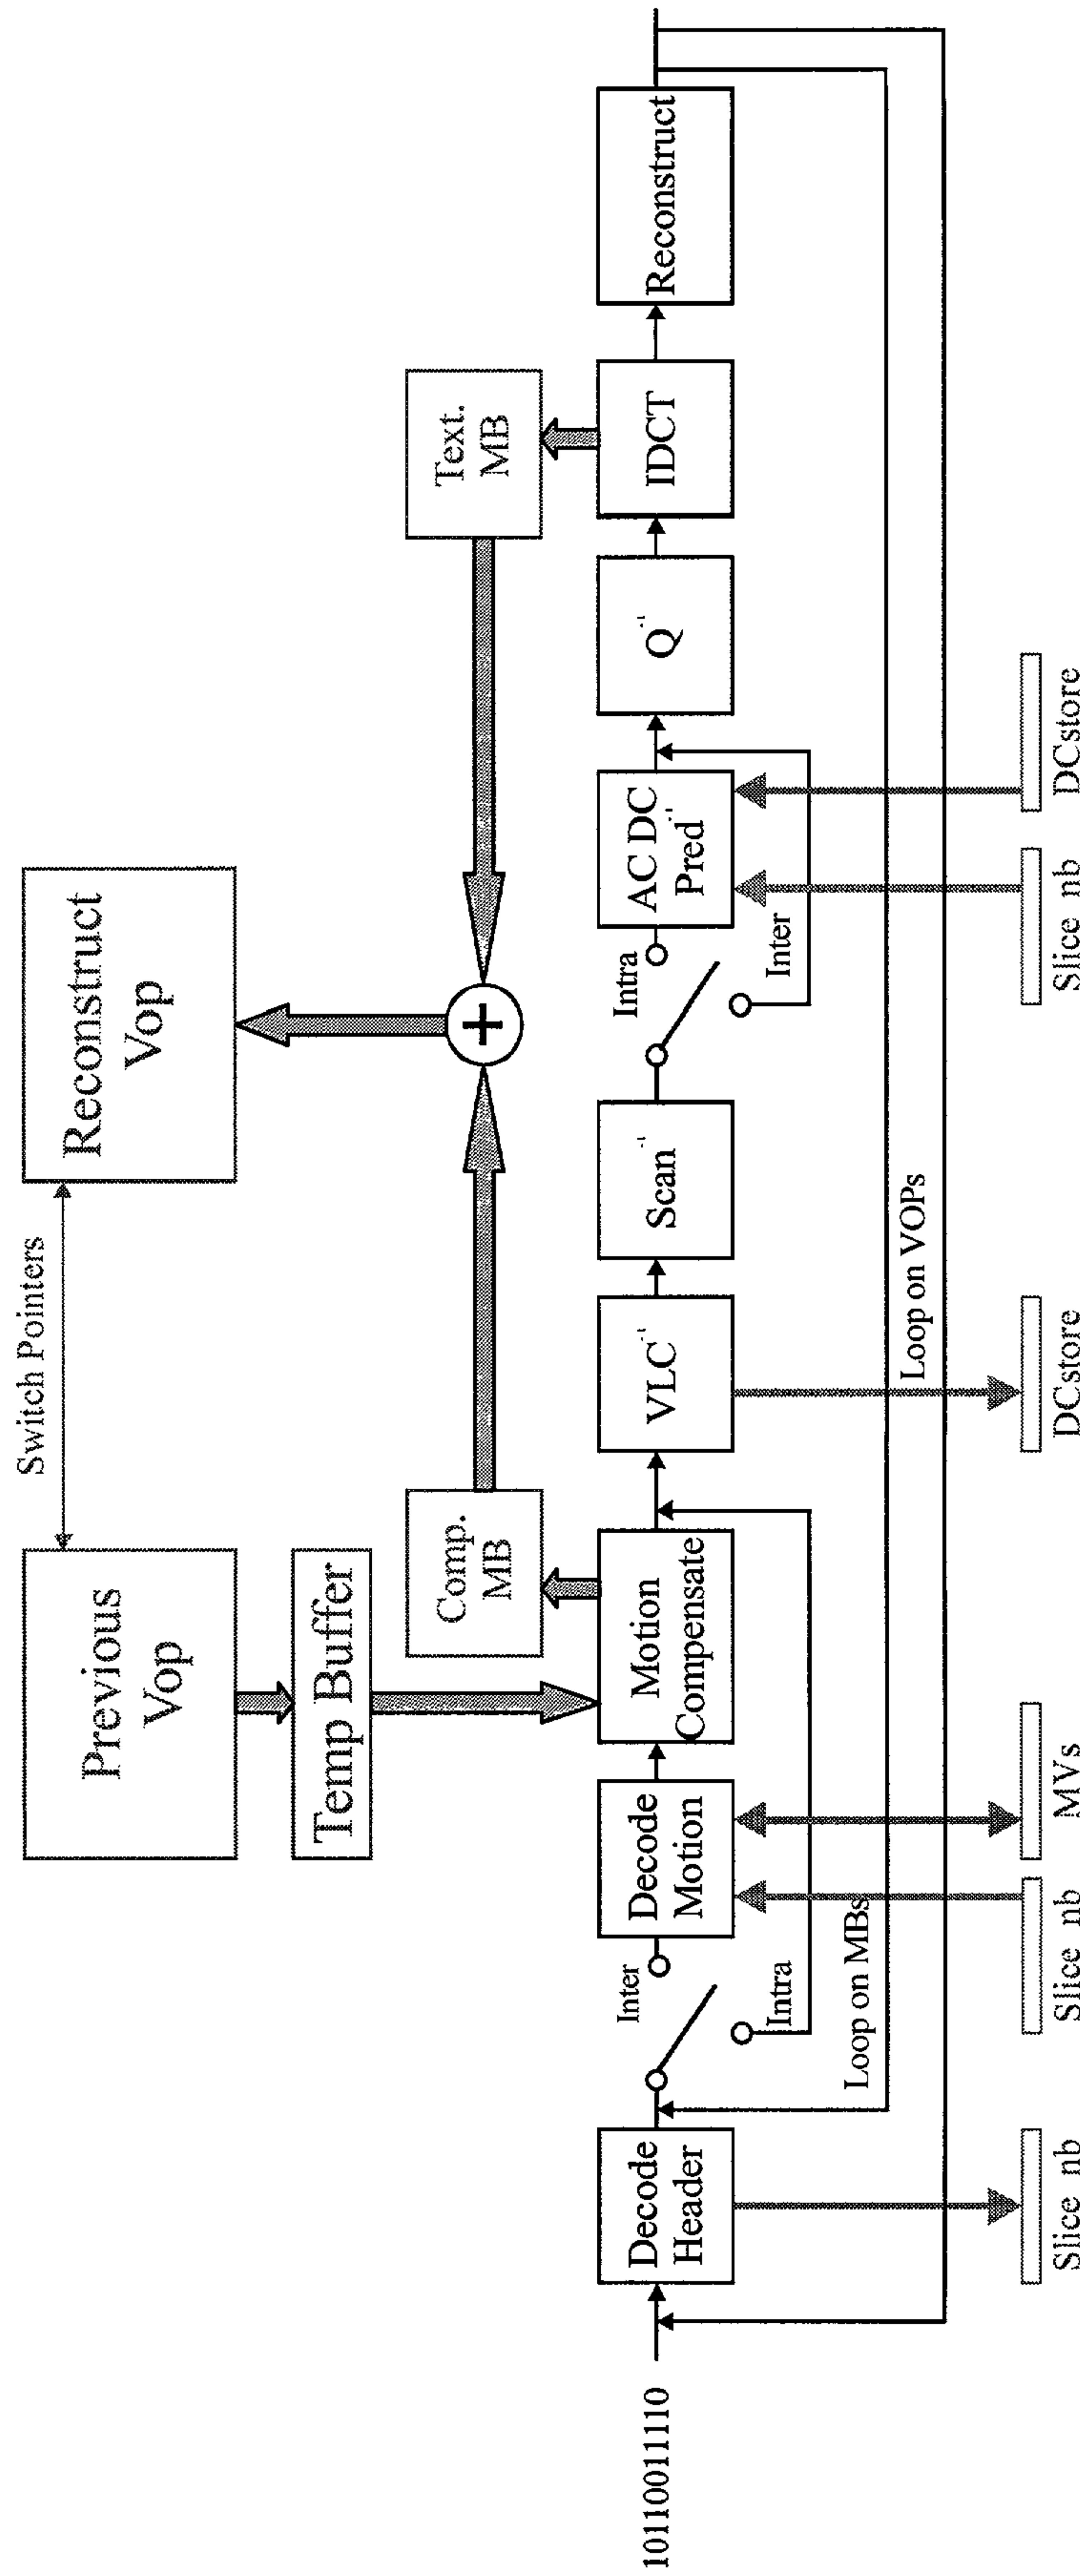 Switch Pointers
Previous
Vop
Reconstruct
Vop
Temp Buffer
Comp.
MB
Text.
MB
+
101100111110
Decode
Header
Inter
Intra
Decode
Motion
Motion
Compensate
VLC-1
Scan-1
Intra
Inter
AC DC
Pred-1
Q-1
IDCT
Reconstruct
Loop on MBs
Loop on VOPs
Slice nb
Slice nb
MVs
DCstore
Slice nb
DCstore